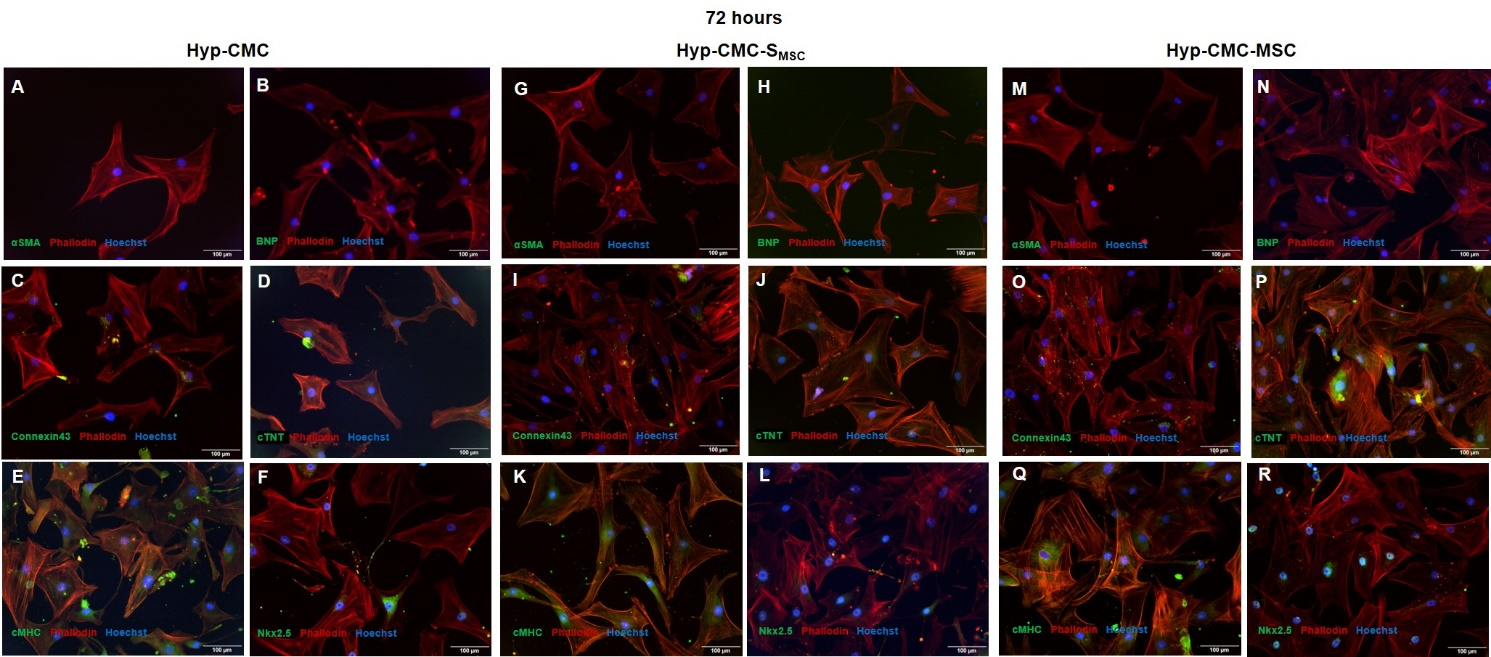 72 hours
Hyp-CMC Hyp-CMC-SMSC Hyp-CMC-MSC
A B G H M N
αSMA Phallodin Hoechst 100 µm BNP Phallodin Hoechst 100 µm αSMA Phallodin Hoechst 100 µm BNP Phallodin Hoechst 100 µm αSMA Phallodin Hoechst 100 µm BNP Phallodin Hoechst 100 µm
C D I J O P
Connexin43 Phallodin Hoechst 100 µm cTNT Phallodin Hoechst 100 µm Connexin43 Phallodin Hoechst 100 µm cTNT Phallodin Hoechst 100 µm Connexin43 Phallodin Hoechst 100 µm cTNT Phallodin Hoechst 100 µm
E F K L Q R
cMHC Phallodin Hoechst 100 µm Nkx2.5 Phallodin Hoechst 100 µm cMHC Phallodin Hoechst 100 µm Nkx2.5 Phallodin Hoechst 100 µm cMHC Phallodin Hoechst 100 µm Nkx2.5 Phallodin Hoechst 100 µm